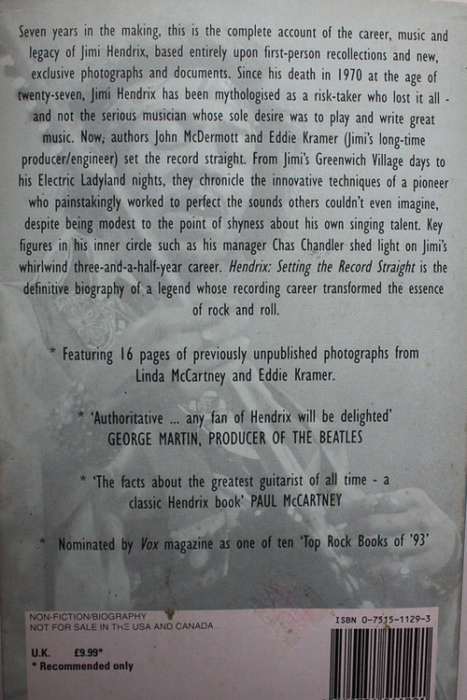 Seven years in the making, this is the complete account of the career, music and
legacy of Jimi Hendrix, based entirely upon first-person recollections and new,
exclusive photographs and documents. Since his death in 1970 at the age of
twenty-seven, Jimi Hendrix has been mythologised as a risk-taker who lost it all -
and not the serious musician whose sole desire was to play and write great
music. Now, authors John McDermott and Eddie Kramer (Jimi's long-time
producer/engineer) set the record straight. From Jimi's Greenwich Village days to
his Electric Ladyland nights, they chronicle the innovative techniques of a pioneer
who painstakingly worked to perfect the sounds others couldn't even imagine,
despite being modest to the point of shyness about his own singing talent. Key
figures in his inner circle such as his manager Chas Chandler shed light on Jimi's
whirlwind three-and-a-half-year career. Hendrix: Setting the Record Straight is the
definitive biography of a legend whose recording career transformed the essence
of rock and roll.
* Featuring 16 pages of previously unpublished photographs from
Linda McCartney and Eddie Kramer.
* 'Authoritative ... any fan of Hendrix will be delighted'
GEORGE MARTIN, PRODUCER OF THE BEATLES
* 'The facts about the greatest guitarist of all time - a
classic Hendrix book' PAUL McCARTNEY
* Nominated by Vox magazine as one of ten 'Top Rock Books of '93'
NON-FICTION/BIOGRAPHY
NOT FOR SALE IN THE USA AND CANADA
ISBN 0-7515-1129-3
U.K. £9.99*
* Recommended only